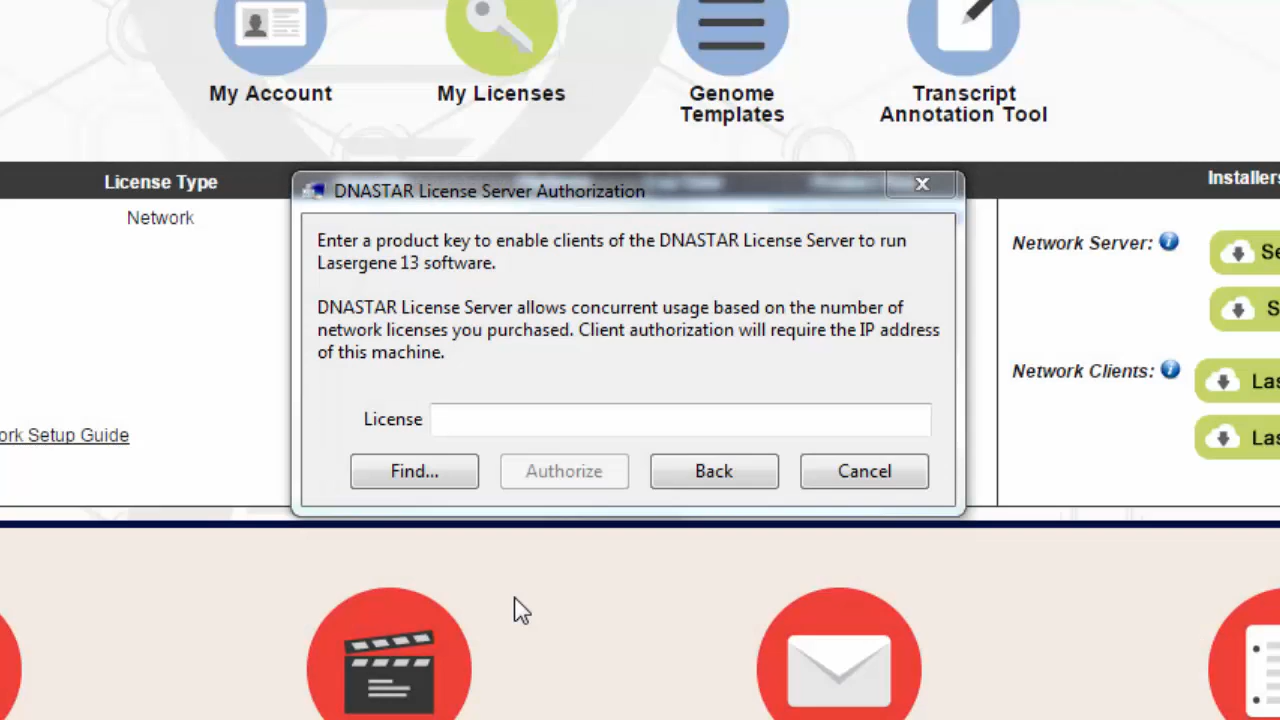 My Account
My Licenses
Genome
Templates
Transcript
Annotation Tool
License Type
Installers
Network
DNASTAR License Server Authorization
Enter a product key to enable clients of the DNASTAR License Server to run
Lasergene 13 software.
DNASTAR License Server allows concurrent usage based on the number of
network licenses you purchased. Client authorization will require the IP address
of this machine.
License
Find...
Authorize
Back
Cancel
Network Server:
Se
S
Network Clients:
Las
Las
ork Setup Guide